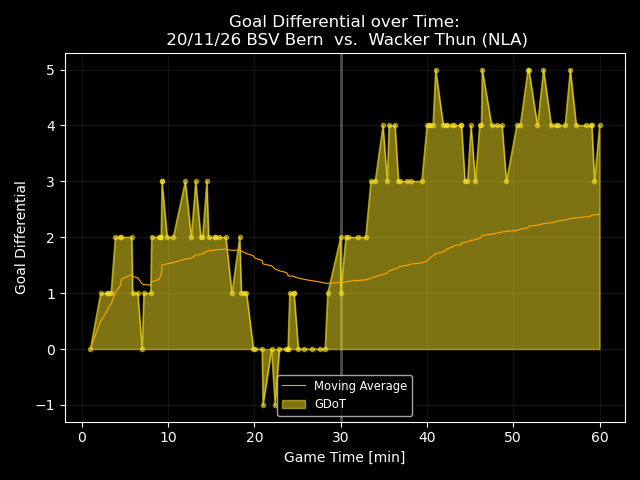 Goal Differential over Time:
20/11/26 BSV Bern  vs.  Wacker Thun (NLA)
Goal Differential
5
4
3
2
1
0
−1
Moving Average
GDoT
0 10 20 30 40 50 60
Game Time [min]